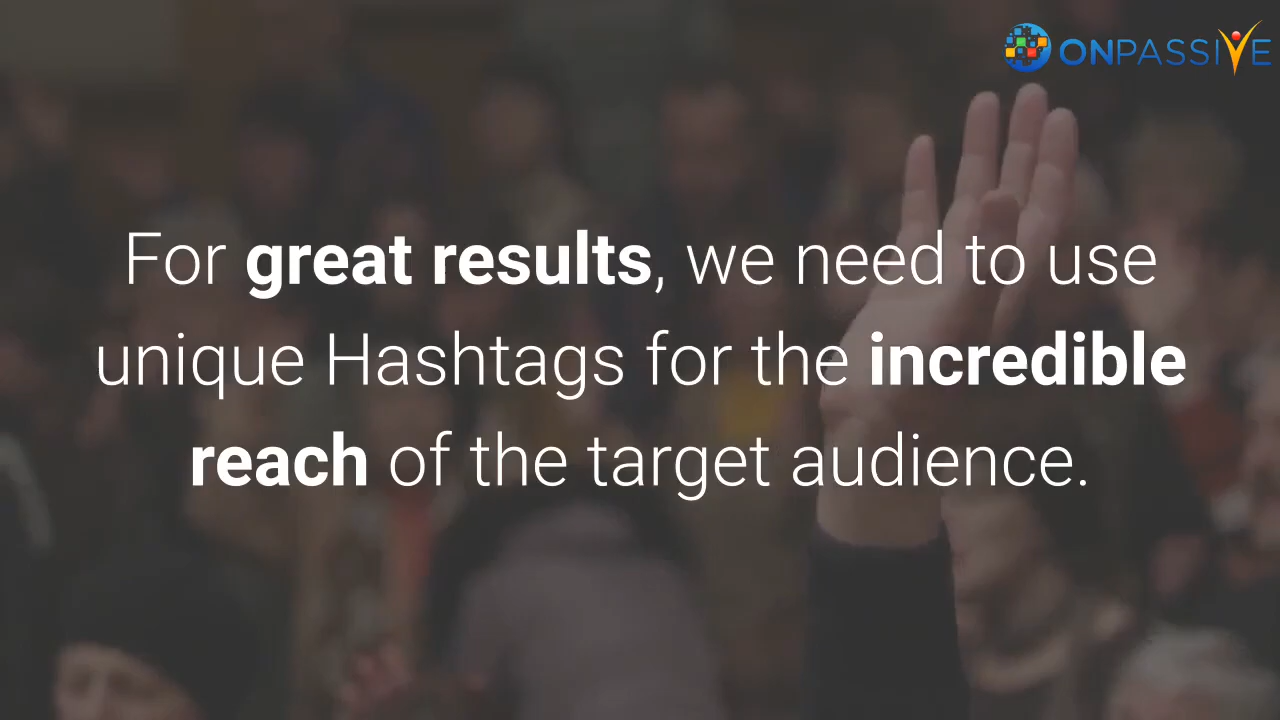 ONPASSIVE
For great results, we need to use
unique Hashtags for the incredible
reach of the target audience.